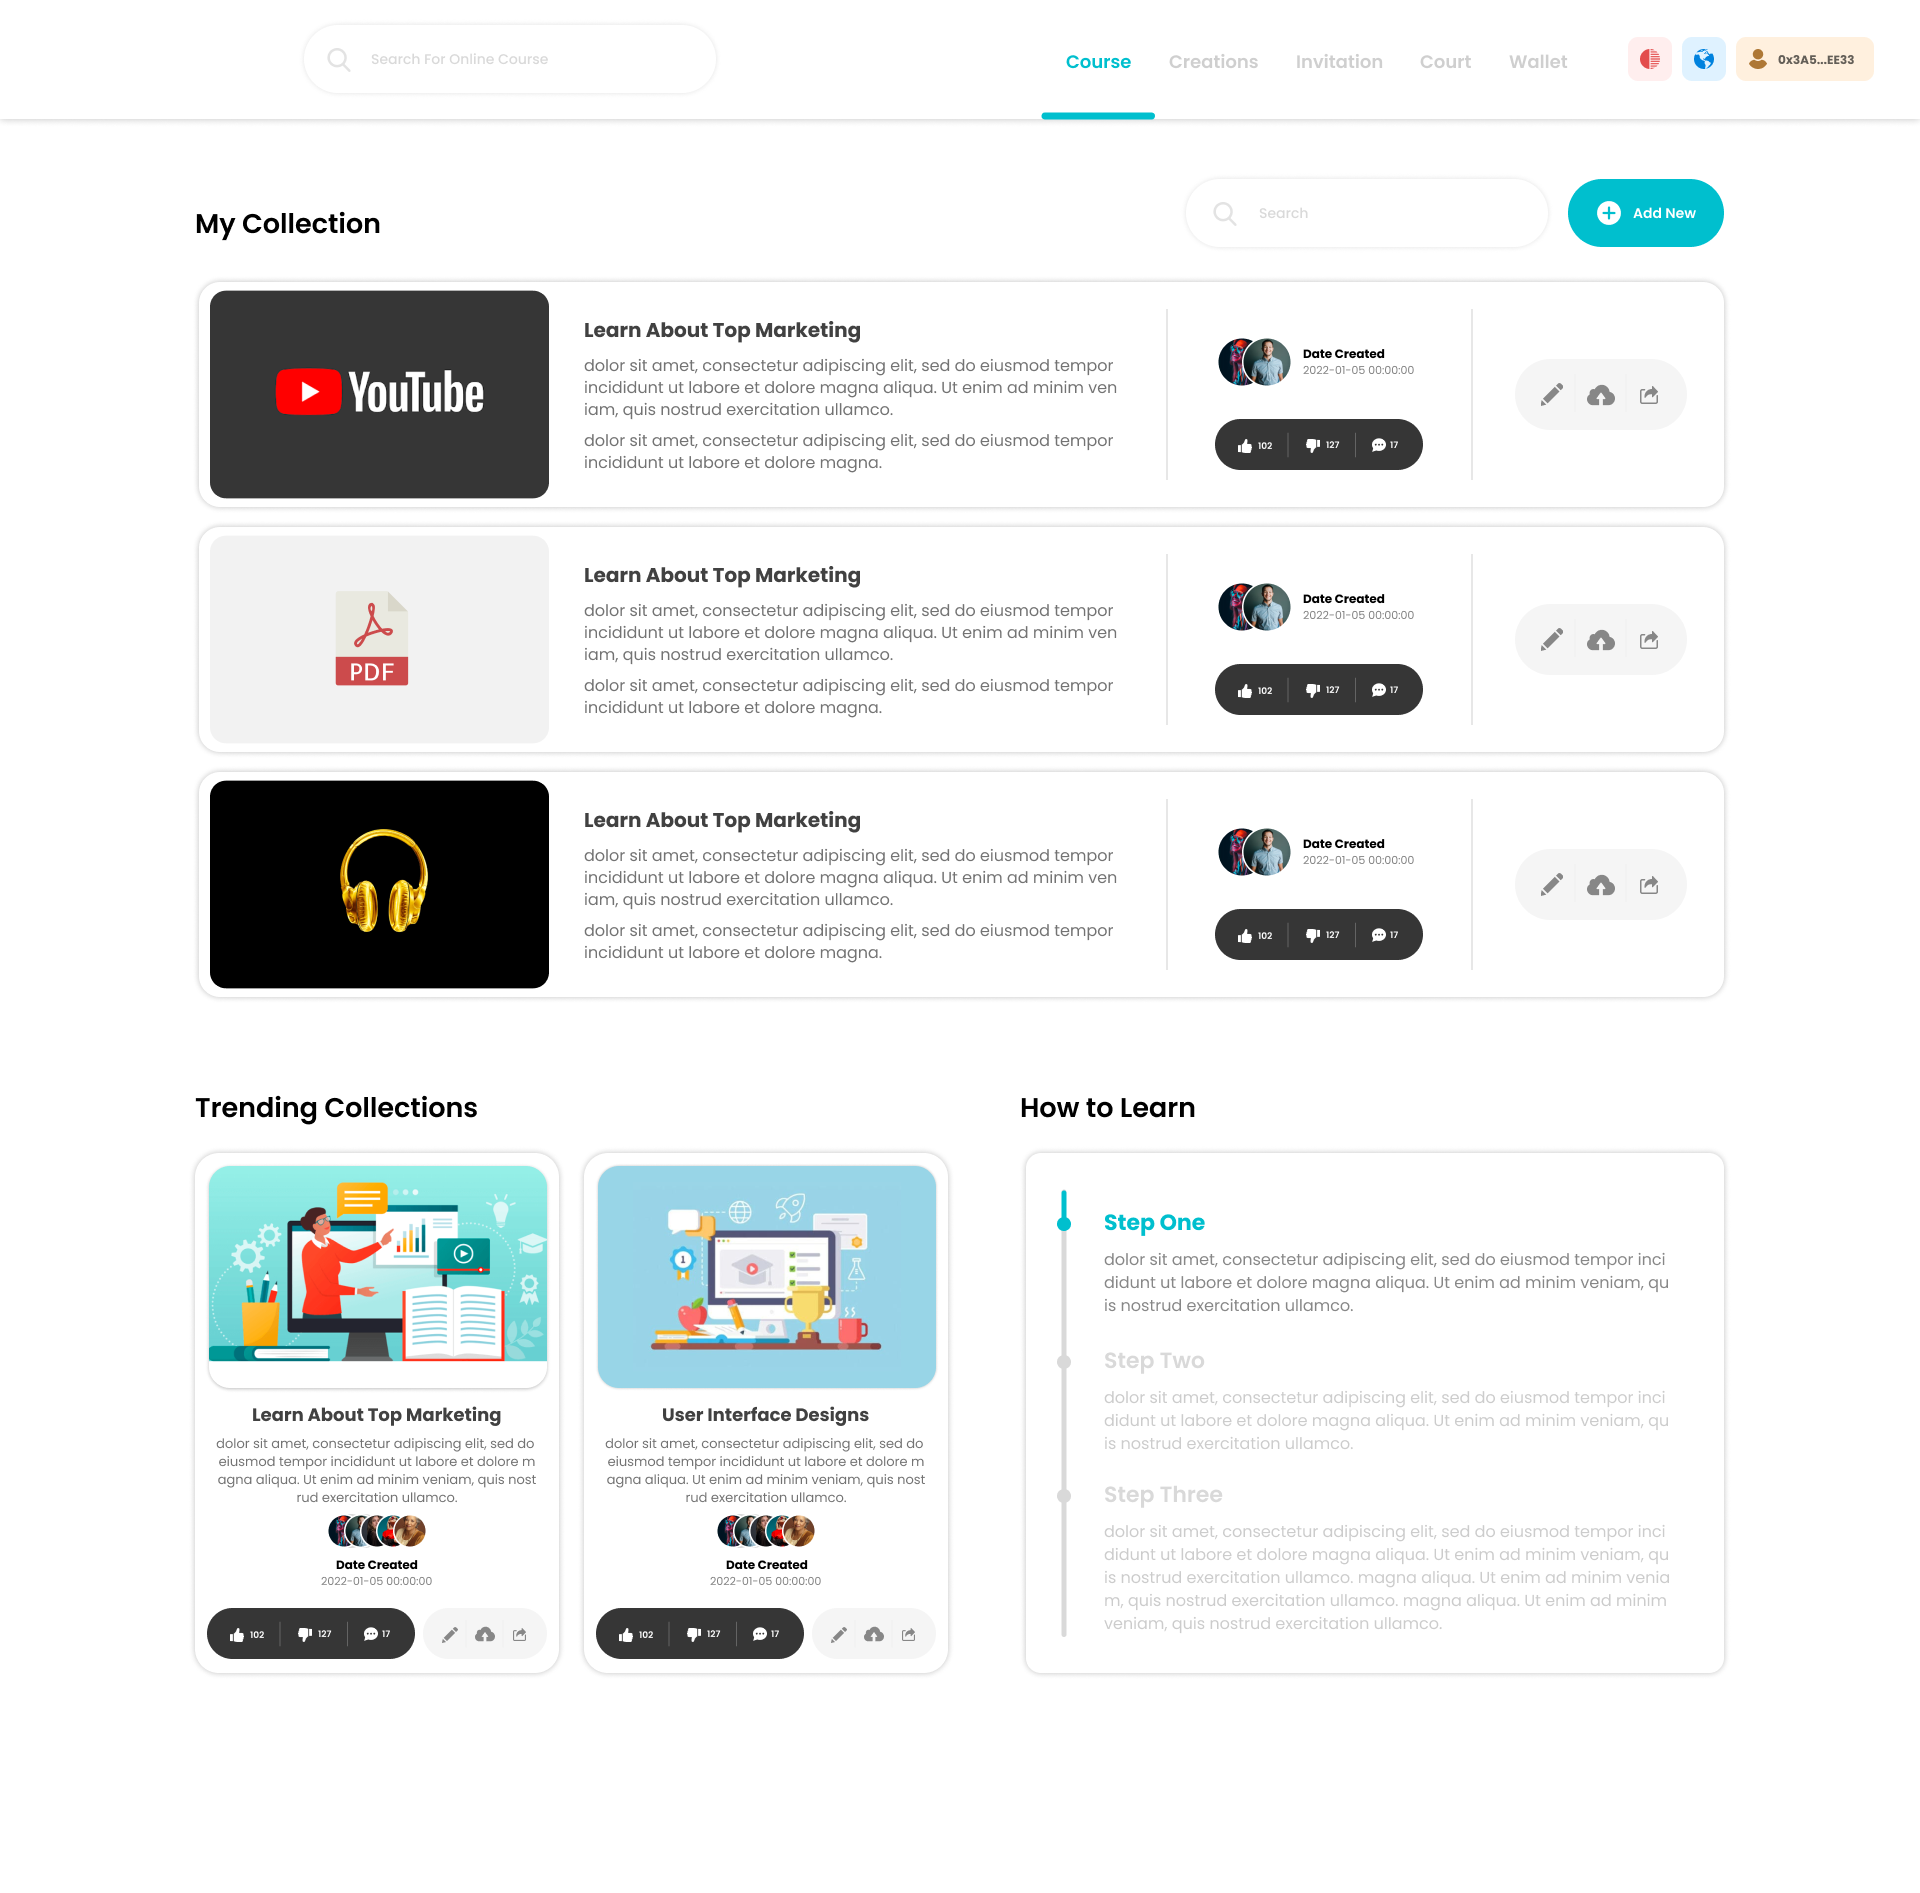 Search For Online Course
Course
Creations
Invitation
Court
Wallet
0x3A5...EE33
My Collection
Search
Add New
YouTube
Learn About Top Marketing
dolor sit amet, consectetur adipiscing elit, sed do eiusmod tempor
incididunt ut labore et dolore magna aliqua. Ut enim ad minim ven
iam, quis nostrud exercitation ullamco.
dolor sit amet, consectetur adipiscing elit, sed do eiusmod tempor
incididunt ut labore et dolore magna.
Date Created
2022-01-05 00:00:00
102
127
17
PDF
Learn About Top Marketing
dolor sit amet, consectetur adipiscing elit, sed do eiusmod tempor
incididunt ut labore et dolore magna aliqua. Ut enim ad minim ven
iam, quis nostrud exercitation ullamco.
dolor sit amet, consectetur adipiscing elit, sed do eiusmod tempor
incididunt ut labore et dolore magna.
Date Created
2022-01-05 00:00:00
102
127
17
Learn About Top Marketing
dolor sit amet, consectetur adipiscing elit, sed do eiusmod tempor
incididunt ut labore et dolore magna aliqua. Ut enim ad minim ven
iam, quis nostrud exercitation ullamco.
dolor sit amet, consectetur adipiscing elit, sed do eiusmod tempor
incididunt ut labore et dolore magna.
Date Created
2022-01-05 00:00:00
102
127
17
Trending Collections
Learn About Top Marketing
dolor sit amet, consectetur adipiscing elit, sed do
eiusmod tempor incididunt ut labore et dolore m
agna aliqua. Ut enim ad minim veniam, quis nost
rud exercitation ullamco.
Date Created
2022-01-05 00:00:00
102
127
17
1
User Interface Designs
dolor sit amet, consectetur adipiscing elit, sed do
eiusmod tempor incididunt ut labore et dolore m
agna aliqua. Ut enim ad minim veniam, quis nost
rud exercitation ullamco.
Date Created
2022-01-05 00:00:00
102
127
17
How to Learn
Step One
dolor sit amet, consectetur adipiscing elit, sed do eiusmod tempor inci
didunt ut labore et dolore magna aliqua. Ut enim ad minim veniam, qu
is nostrud exercitation ullamco.
Step Two
dolor sit amet, consectetur adipiscing elit, sed do eiusmod tempor inci
didunt ut labore et dolore magna aliqua. Ut enim ad minim veniam, qu
is nostrud exercitation ullamco.
Step Three
dolor sit amet, consectetur adipiscing elit, sed do eiusmod tempor inci
didunt ut labore et dolore magna aliqua. Ut enim ad minim veniam, qu
is nostrud exercitation ullamco. magna aliqua. Ut enim ad minim venia
m, quis nostrud exercitation ullamco. magna aliqua. Ut enim ad minim
veniam, quis nostrud exercitation ullamco.